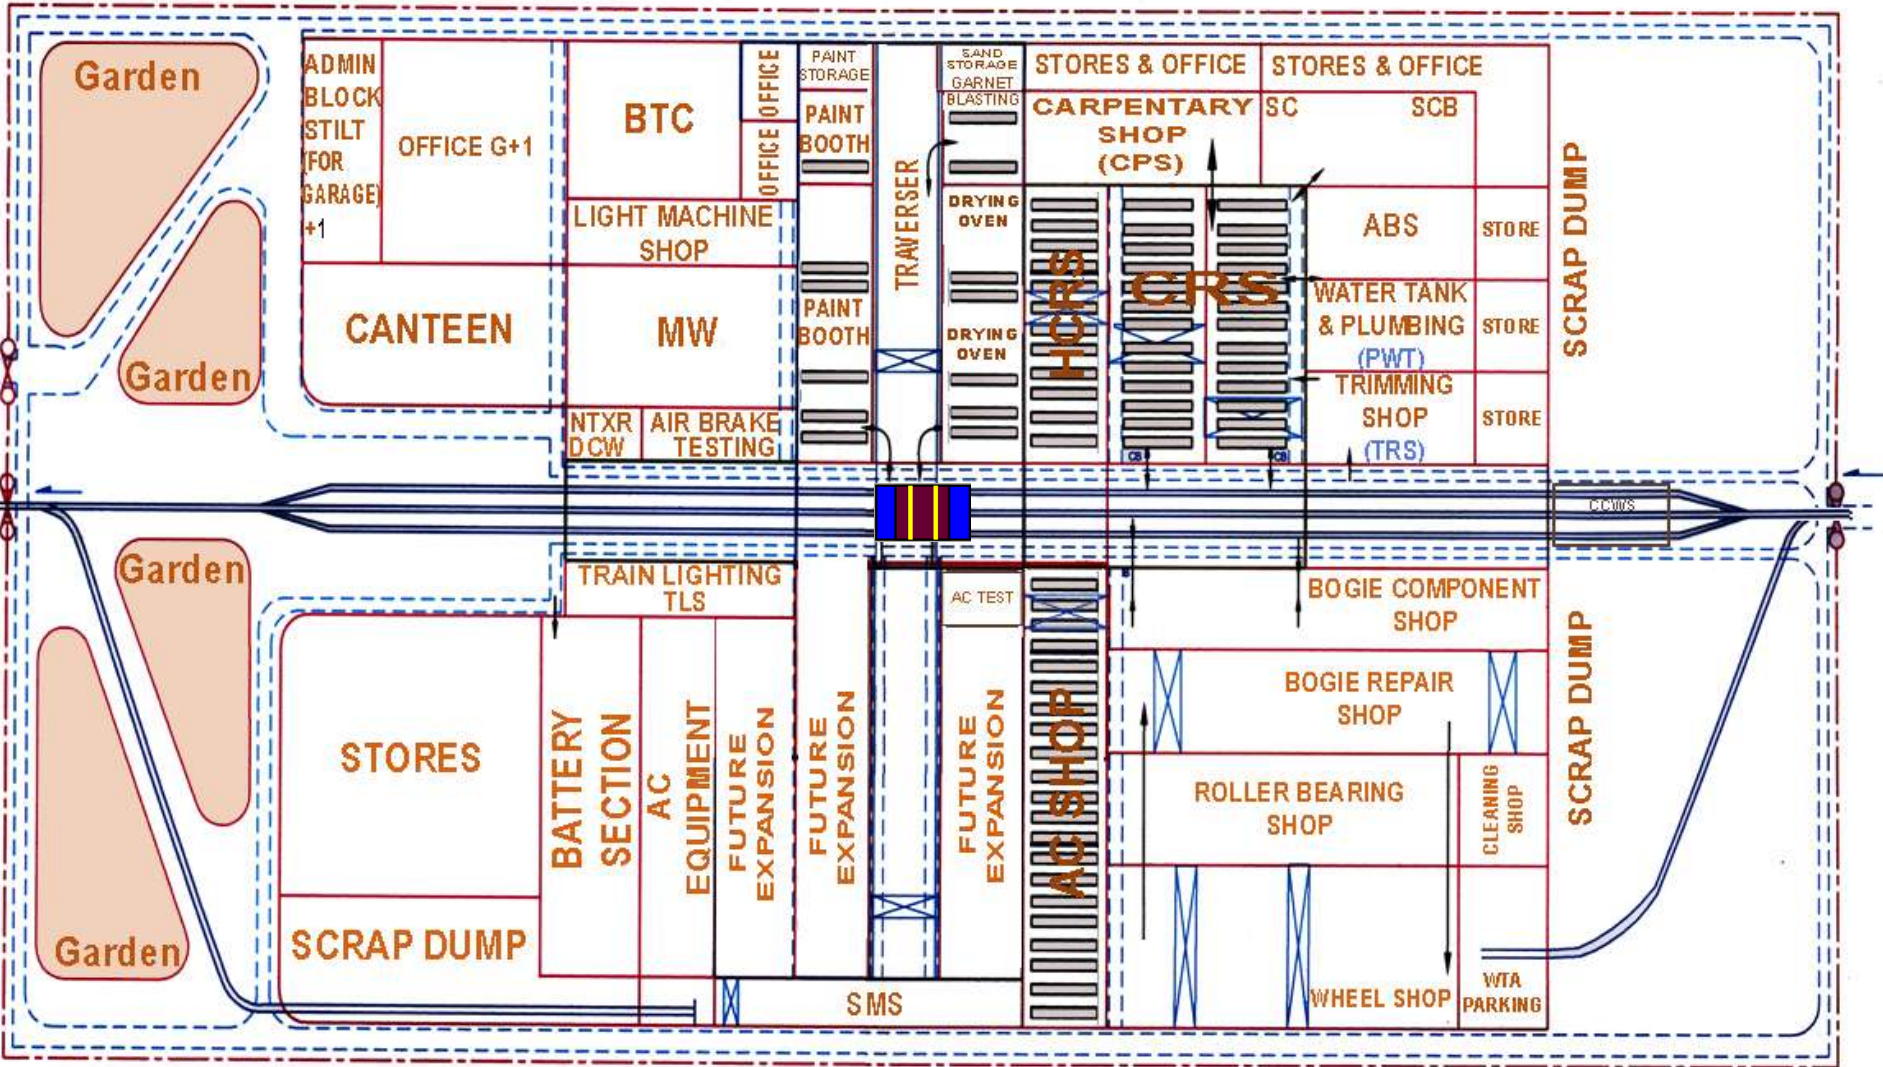 Garden
ADMIN
BLOCK
STILT
(FOR
GARAGE)
+1
OFFICE G+1
BTC
OFFICE
OFFICE
PAINT
STORAGE
PAINT
BOOTH
TRAVERSER
SAND
STORAGE
GARNET
BLASTING
STORES & OFFICE
STORES & OFFICE
CARPENTARY
SHOP
(CPS)
SC
SCB
SCRAP DUMP
LIGHT MACHINE
SHOP
DRYING
OVEN
HCRS
CRS
ABS
STORE
Garden
CANTEEN
MW
PAINT
BOOTH
DRYING
OVEN
WATER TANK
& PLUMBING
(PWT)
STORE
TRIMMING
SHOP
(TRS)
STORE
NTXR
DCW
AIR BRAKE
TESTING
CB
CB
CCWS
Garden
TRAIN LIGHTING
TLS
AC TEST
BOGIE COMPONENT
SHOP
SCRAP DUMP
STORES
BATTERY
SECTION
AC
EQUIPMENT
FUTURE
EXPANSION
FUTURE
EXPANSION
FUTURE
EXPANSION
AC SHOP
BOGIE REPAIR
SHOP
ROLLER BEARING
SHOP
CLEANING
SHOP
Garden
SCRAP DUMP
SMS
WHEEL SHOP
WTA
PARKING